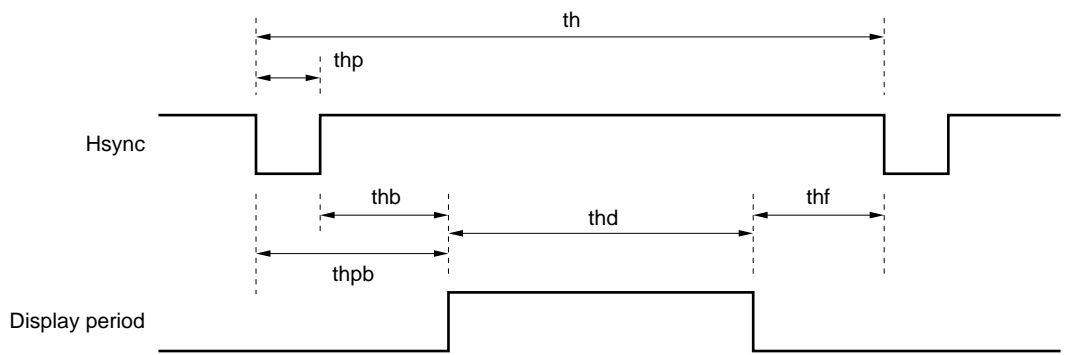 th
thp
Hsync
thb
thf
thd
thpb
Display period